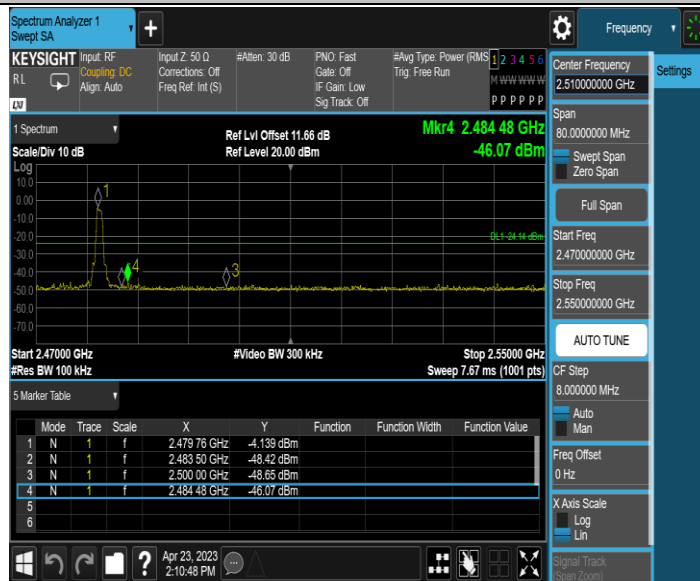 Spectrum Analyzer 1
Swept SA
+
Frequency
KEYSIGHT
RL
LXI
Input: RF
Coupling: DC
Align: Auto
Input Z: 50 Ω
Corrections: Off
Freq Ref: Int (S)
#Atten: 30 dB
PNO: Fast
Gate: Off
IF Gain: Low
Sig Track: Off
#Avg Type: Power (RMS
Trig: Free Run
1 2 3 4 5 6
M W W W W W
P P P P P P
Center Frequency
2.510000000 GHz
Settings
1 Spectrum
Scale/Div 10 dB
Ref Lvl Offset 11.66 dB
Ref Level 20.00 dBm
Mkr4 2.484 48 GHz
-46.07 dBm
Span
80.0000000 MHz
Swept Span
Zero Span
Full Span
Start Freq
2.470000000 GHz
Stop Freq
2.550000000 GHz
AUTO TUNE
CF Step
8.000000 MHz
Auto
Man
Freq Offset
0 Hz
X Axis Scale
Log
Lin
Signal Track
(Span Zoom)
Log
10.0
0.00
-10.0
-20.0
-30.0
-40.0
-50.0
-60.0
-70.0
1
4
3
DL1 -24.14 dBm
Start 2.47000 GHz
#Res BW 100 kHz
#Video BW 300 kHz
Stop 2.55000 GHz
Sweep 7.67 ms (1001 pts)
5 Marker Table
Mode Trace Scale X Y Function Function Width Function Value
1 N 1 f 2.479 76 GHz -4.139 dBm
2 N 1 f 2.483 50 GHz -48.42 dBm
3 N 1 f 2.500 00 GHz -48.65 dBm
4 N 1 f 2.484 48 GHz -46.07 dBm
5
6
?
Apr 23, 2023
2:10:48 PM